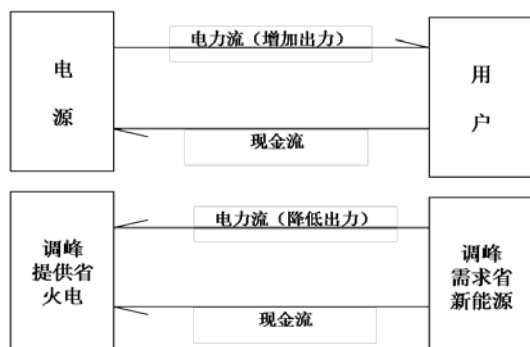 电力流（增加出力）
电
源
用
户
现金流
电力流（降低出力）
调峰
提供省
火电
调峰
需求省
新能源
现金流